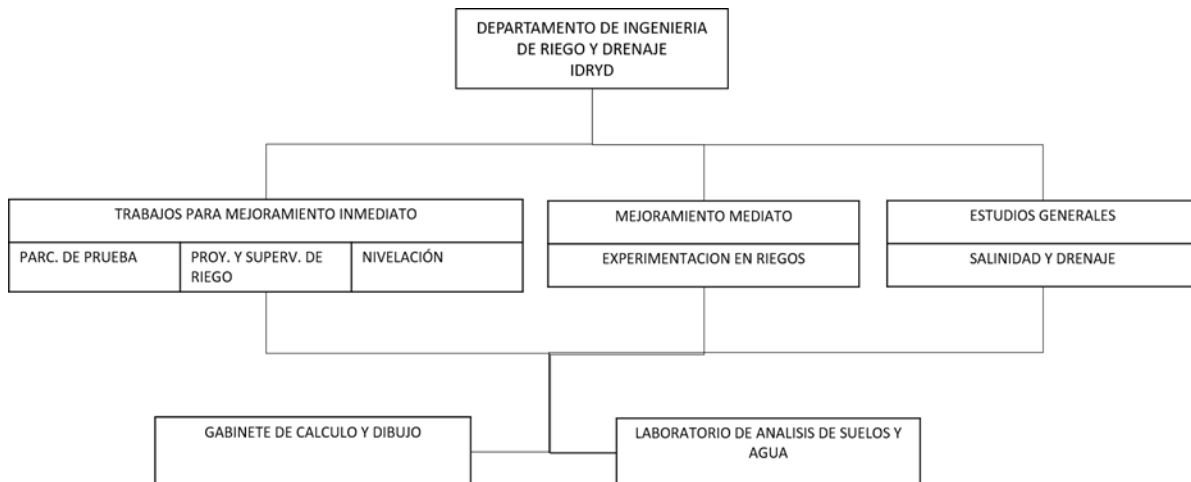 DEPARTAMENTO DE INGENIERIA
DE RIEGO Y DRENAJE
IDRYD
TRABAJOS PARA MEJORAMIENTO INMEDIATO
PARC. DE PRUEBA
PROY. Y SUPERV. DE
RIEGO
NIVELACIÓN
MEJORAMIENTO MEDIATO
EXPERIMENTACION EN RIEGOS
ESTUDIOS GENERALES
SALINIDAD Y DRENAJE
GABINETE DE CALCULO Y DIBUJO
LABORATORIO DE ANALISIS DE SUELOS Y
AGUA